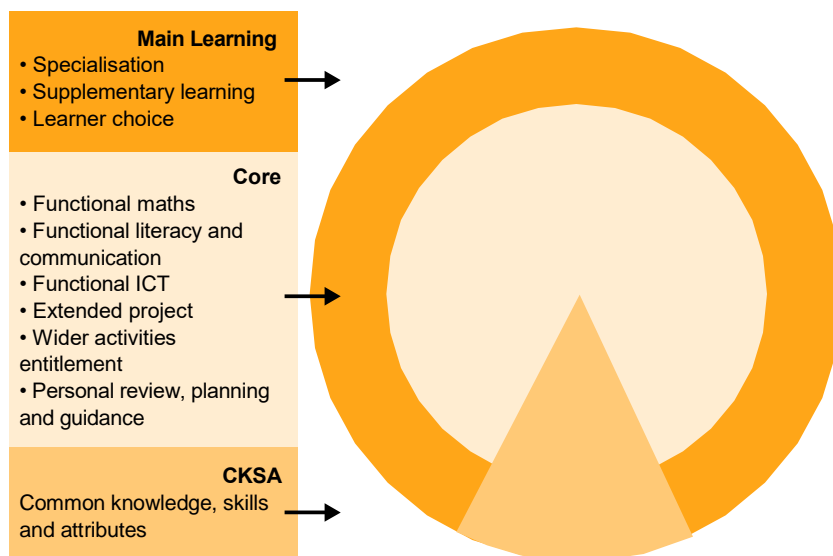 Main Learning
• Specialisation
• Supplementary learning
• Learner choice
Core
• Functional maths
• Functional literacy and
communication
• Functional ICT
• Extended project
• Wider activities
entitlement
• Personal review, planning
and guidance
CKSA
Common knowledge, skills
and attributes